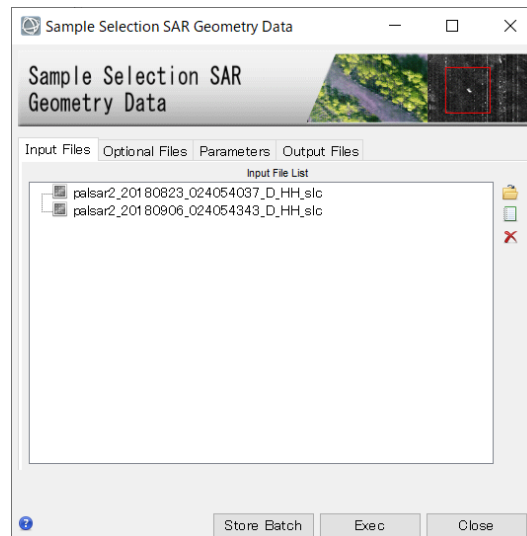 Sample Selection SAR Geometry Data
Sample Selection SAR
Geometry Data
Input Files Optional Files Parameters Output Files
Input File List
palsar2_20180823_024054037_D_HH_slc
palsar2_20180906_024054343_D_HH_slc
Store Batch Exec Close